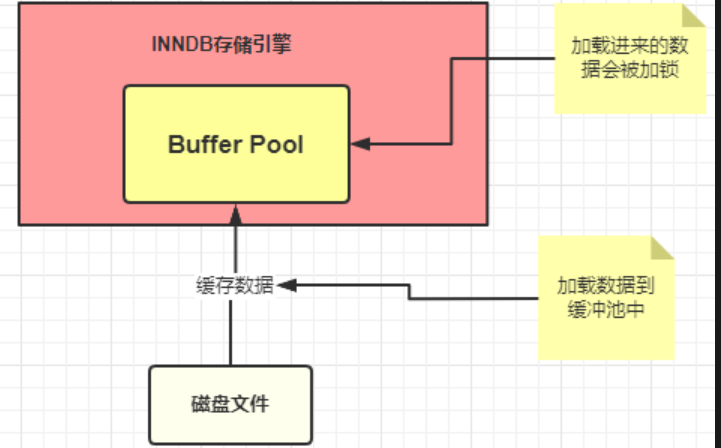 INNDB存储引擎
加载进来的数
据会被加锁
Buffer Pool
缓存数据
加载数据到
缓冲池中
磁盘文件